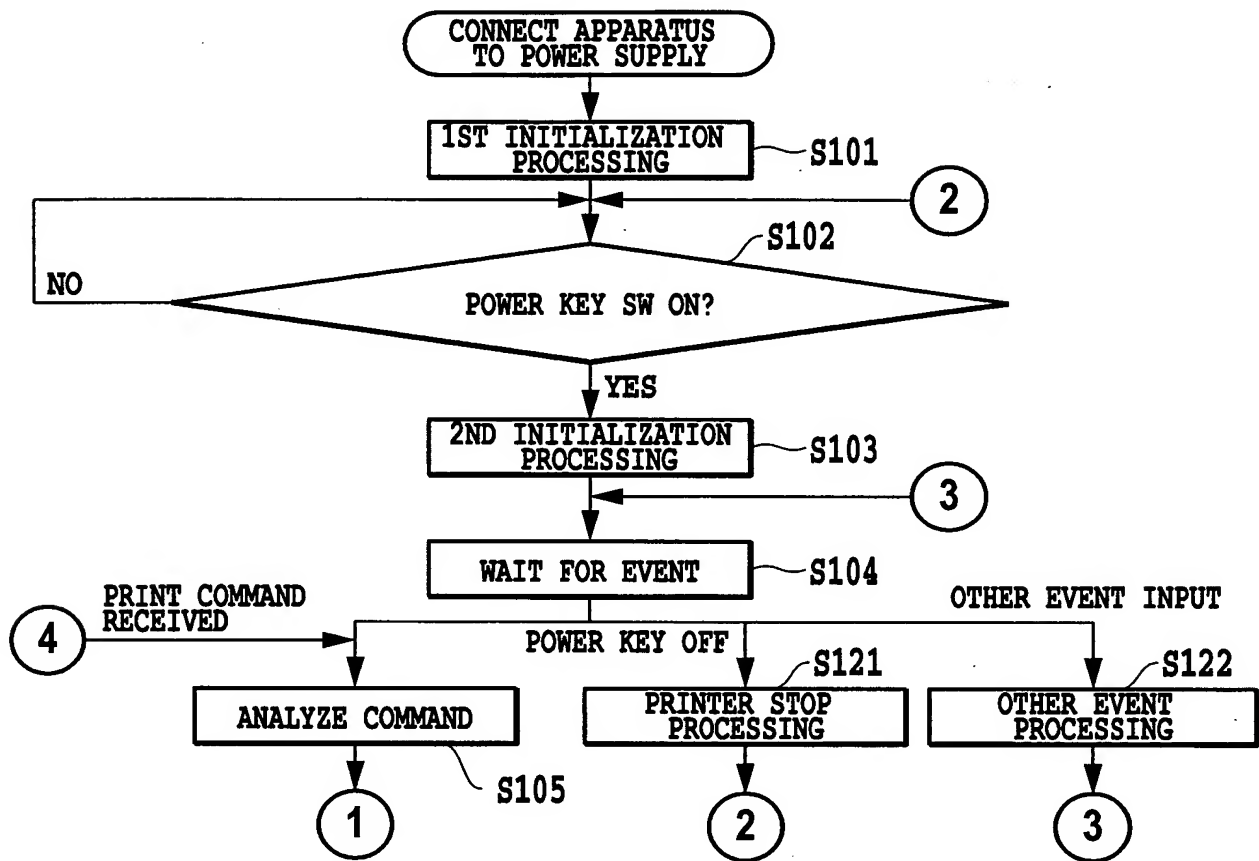 CONNECT APPARATUS
TO POWER SUPPLY
1ST INITIALIZATION
PROCESSING
S101
2
S102
NO
POWER KEY SW ON?
YES
2ND INITIALIZATION
PROCESSING
S103
3
WAIT FOR EVENT
S104
PRINT COMMAND
RECEIVED
4
OTHER EVENT INPUT
POWER KEY OFF
S121
S122
ANALYZE COMMAND
PRINTER STOP
PROCESSING
OTHER EVENT
PROCESSING
S105
1
2
3